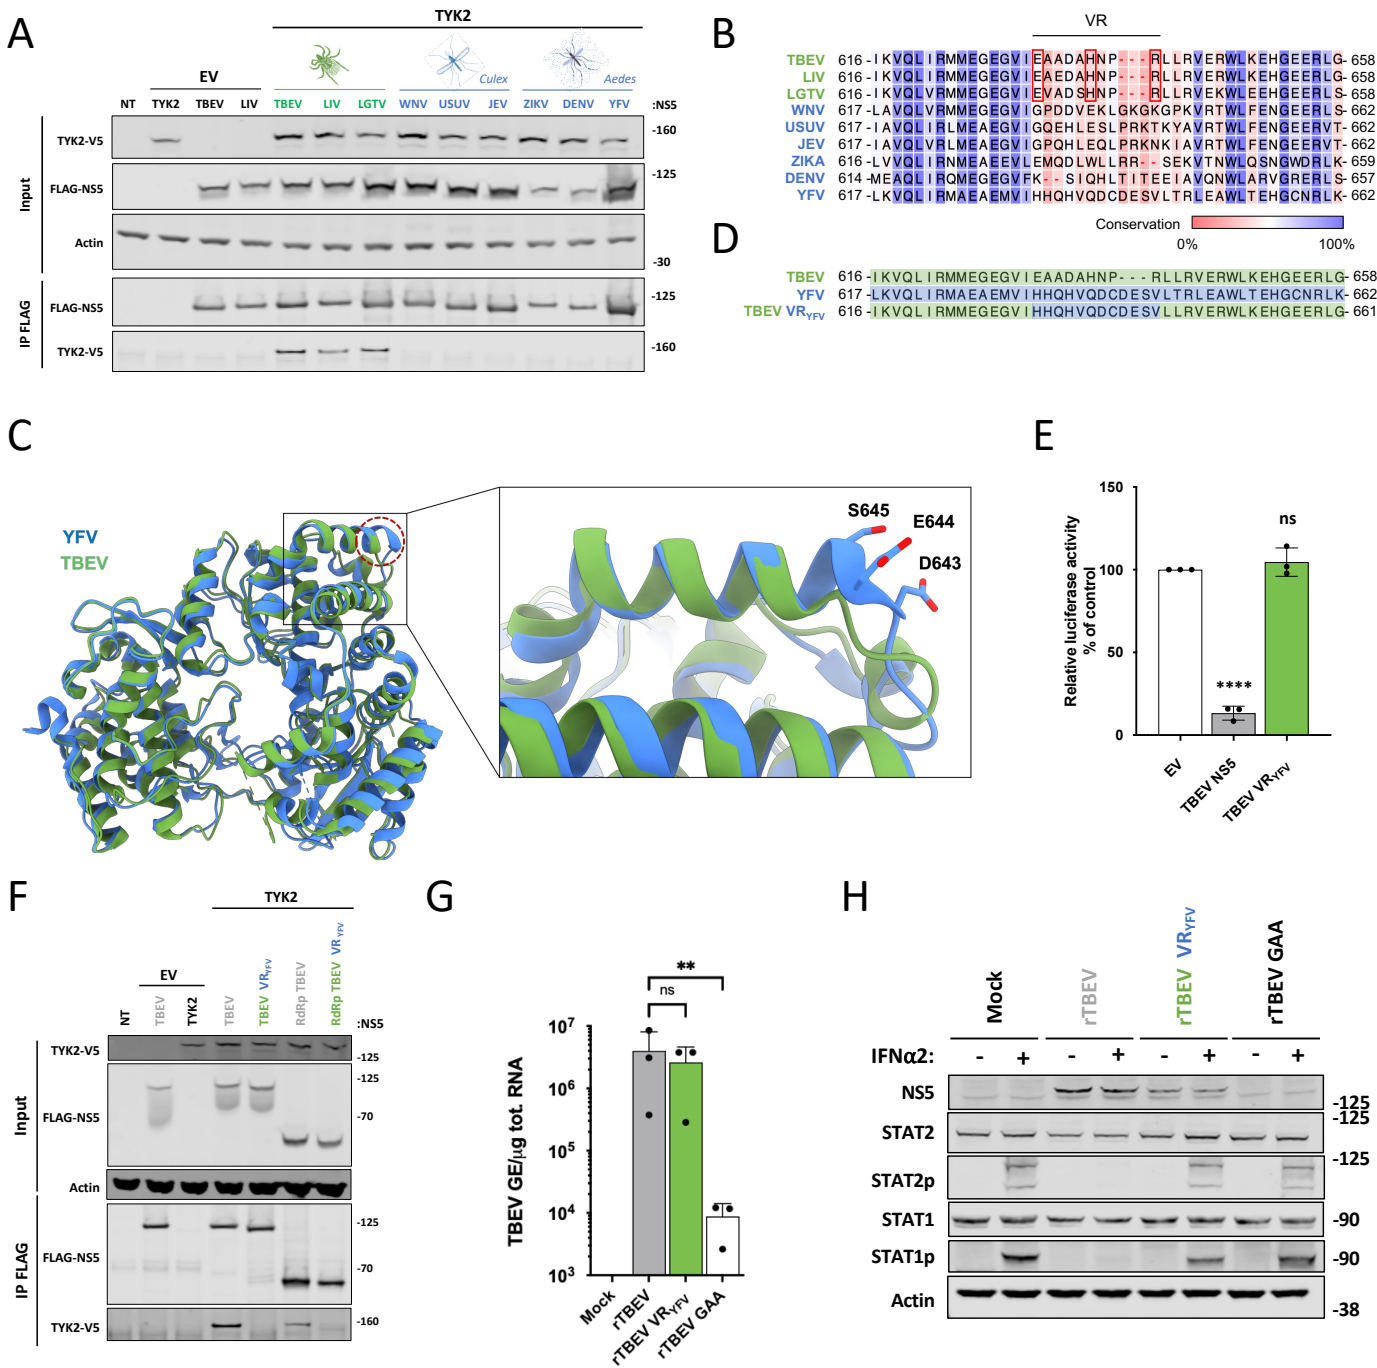 A
TYK2
Culex
Aedes
EV
NT TYK2 TBEV LIV TBEV LIV LGTV WNV USUV JEV ZIKV DENV YFV :NS5
Input
TYK2-V5 -160
FLAG-NS5 -125
Actin
-30
IP FLAG
FLAG-NS5 -125
TYK2-V5 -160
B
VR
TBEV 616 -IKVQLIRMMEGEGVIEAADAHNP---RLLRVERWLKEHGEERLG- 658
LIV 616 -IKVQLIRMMEGEGVIEAADAHNP---RLLRVERWLKEHGEERLG- 658
LGTV 616 -IKVQLIRMMEGEGVIEVADSHNP---RLLRVEKWLEEHGEERLS- 658
WNV 617 -LAVQLVRMMEGEGVIGPDDVEKLGKGKGPKVRTWLFENGEERLS- 662
USUV 617 -IAVQLIRLMEAEGVIGQEHLESLPRKTKYAVRTWLFENGEERVT- 662
JEV 617 -IAVQLVRLMEAEGVIGPQHLEQLPRKNKIAVRTWLFENGEERVT- 662
ZIKA 616 -LVVQLIRNMEAEEVLEMQDLWLLRR--SEKVTNWLQSNGWDRLK- 659
DENV 614 -MEAQLIRQMEGEGVFK--SIQHLTITEEIAVQNWLARVGRERLS- 657
YFV 617 -LKVQLIRMAEAEMVIHHQHVQDCDESVLTRLEAWLTEHGCNRLK- 662
Conservation
0% 100%
D
TBEV 616 -IKVQLIRMMEGEGVIEAADAHNP---RLLRVERWLKEHGEERLG- 658
YFV 617 -LKVQLIRMAEAEMVIHHQHVQDCDESVLTRLEAWLTEHGCNRLK- 662
TBEV VRYFV 616 -IKVQLIRMMEGEGVIHHQHVQDCDESVLLRVERWLKEHGEERLG- 661
C
YFV
TBEV
S645
E644
D643
E
Relative luciferase activity
% of control
150
100
50
0
ns
****
EV
TBEV NS5
TBEV VRYFV
F
TYK2
EV
NT TBEV TYK2 TBEV TBEV VRYFV RdRp TBEV RdRp TBEV VRYFV :NS5
Input
TYK2-V5 -125
FLAG-NS5 -125
-70
Actin
IP FLAG
FLAG-NS5 -125
-70
TYK2-V5 -160
G
TBEV GE/µg tot. RNA
**
ns
10⁷
10⁶
10⁵
10⁴
10³
Mock
rTBEV
rTBEV VRYFV
rTBEV GAA
H
Mock rTBEV rTBEV VRYFV rTBEV GAA
IFNα2: - + - + - + - +
NS5 -125
STAT2 -125
STAT2p -125
STAT1 -90
STAT1p -90
Actin -38